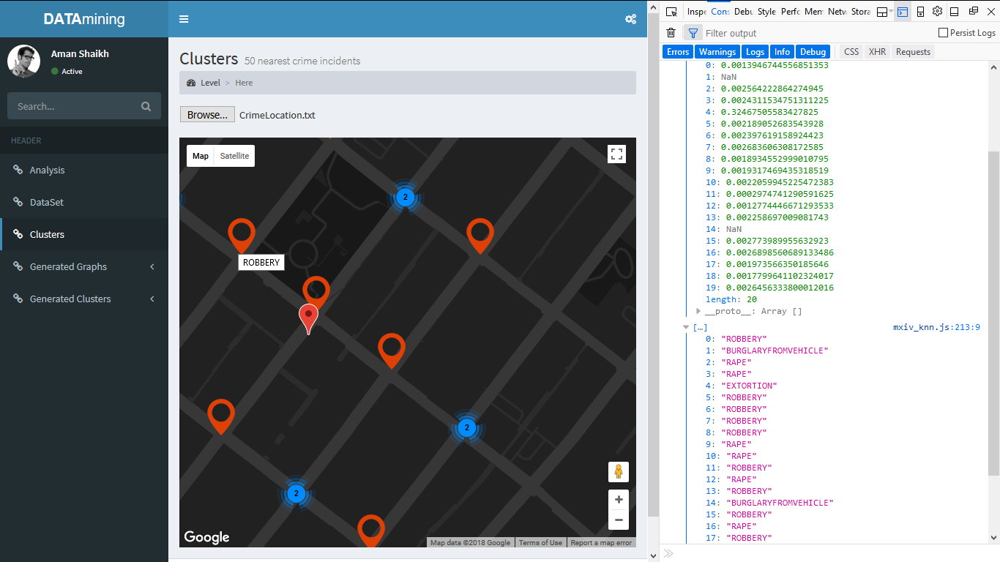 DATAmining
Aman Shaikh
Active
Search...
HEADER
Analysis
DataSet
Clusters
Generated Graphs
Generated Clusters
Clusters 50 nearest crime incidents
Level > Here
Browse... CrimeLocation.txt
Map Satellite
2
ROBBERY
2
2
Google
Map data ©2018 Google Terms of Use Report a map error
Inspe Cons Debu Style Perfo Mem Netw Stora
Filter output Persist Logs
Errors Warnings Logs Info Debug CSS XHR Requests
0: 0.0013946744556851353
1: NaN
2: 0.002564222864274945
3: 0.0024311534751311225
4: 0.32467505583427825
5: 0.002189052683543928
6: 0.002397619158924423
7: 0.002683606308172585
8: 0.0018934552999010795
9: 0.0019317469435318519
10: 0.0022059945225472383
11: 0.0002974741290591625
12: 0.0012774446671293533
13: 0.002258697009081743
14: NaN
15: 0.002773989955632923
16: 0.0026898560689133486
17: 0.001973566350185646
18: 0.0017799641102324017
19: 0.0026456333800012016
length: 20
__proto__: Array []
[…] mxiv_knn.js:213:9
0: "ROBBERY"
1: "BURGLARYFROMVEHICLE"
2: "RAPE"
3: "RAPE"
4: "EXTORTION"
5: "ROBBERY"
6: "ROBBERY"
7: "ROBBERY"
8: "ROBBERY"
9: "RAPE"
10: "RAPE"
11: "ROBBERY"
12: "RAPE"
13: "ROBBERY"
14: "BURGLARYFROMVEHICLE"
15: "ROBBERY"
16: "RAPE"
17: "ROBBERY"